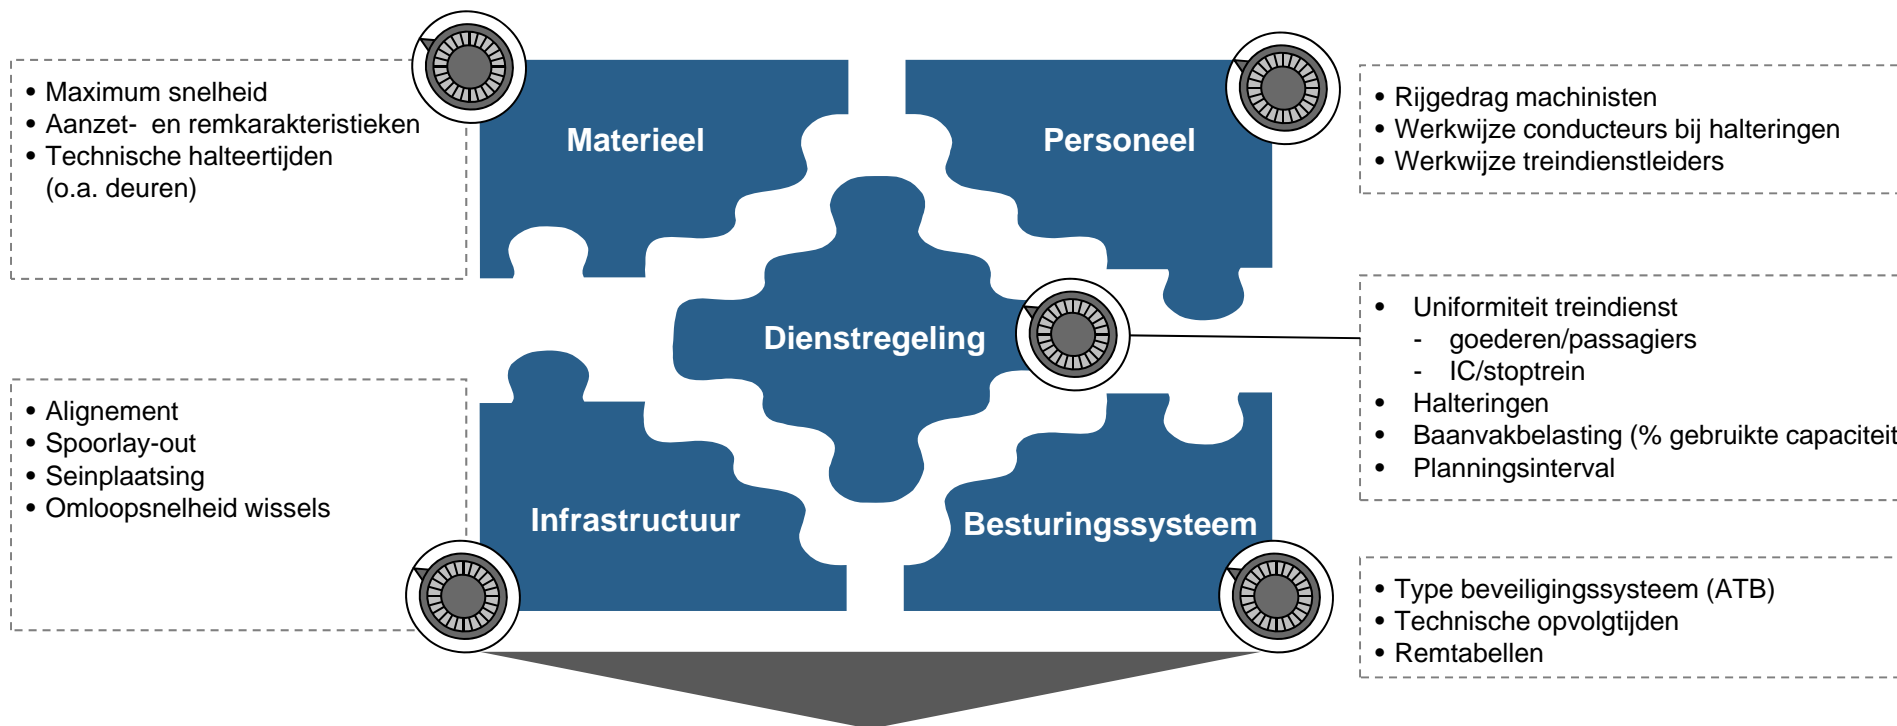 • Maximum snelheid
• Aanzet- en remkarakteristieken
• Technische halteertijden
(o.a. deuren)
Materieel
Personeel
• Rijgedrag machinisten
• Werkwijze conducteurs bij halteringen
• Werkwijze treindienstleiders
Dienstregeling
• Uniformiteit treindienst
- goederen/passagiers
- IC/stoptrein
• Halteringen
• Baanvakbelasting (% gebruikte capaciteit
• Planningsinterval
• Alignement
• Spoorlay-out
• Seinplaatsing
• Omloopsnelheid wissels
Infrastructuur
Besturingssysteem
• Type beveiligingssysteem (ATB)
• Technische opvolgtijden
• Remtabellen